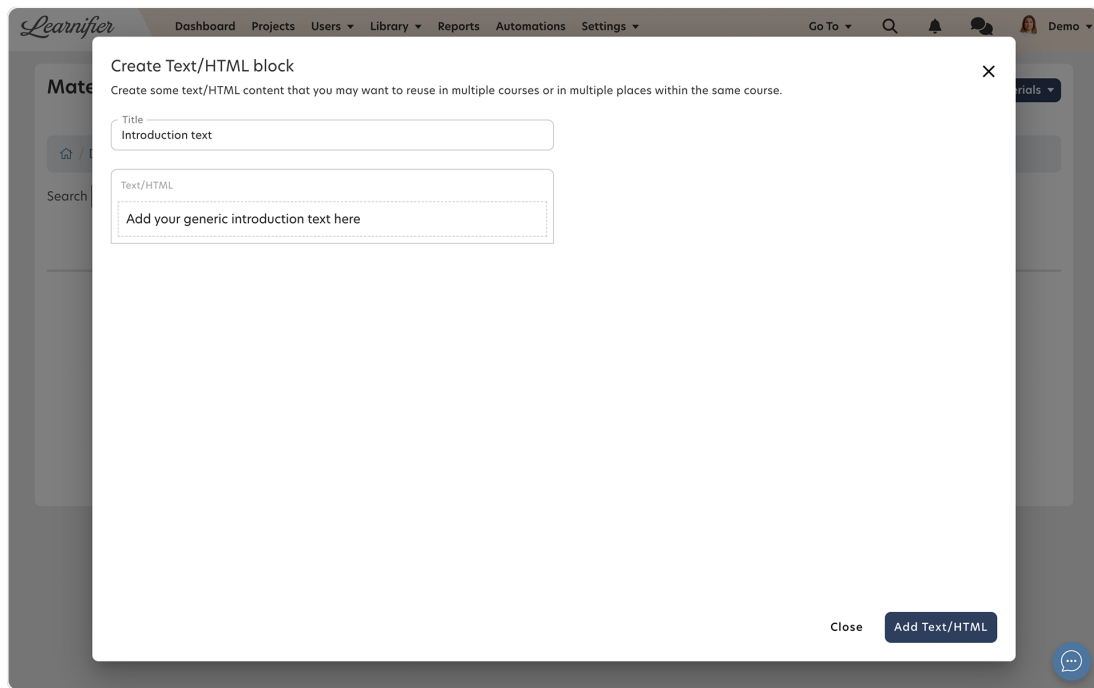 Learnifier
Dashboard Projects Users Library Reports Automations Settings Go To Demo
Create Text/HTML block
Create some text/HTML content that you may want to reuse in multiple courses or in multiple places within the same course.
Mate
rials
Title
Introduction text
/
Search
Text/HTML
Add your generic introduction text here
Close Add Text/HTML